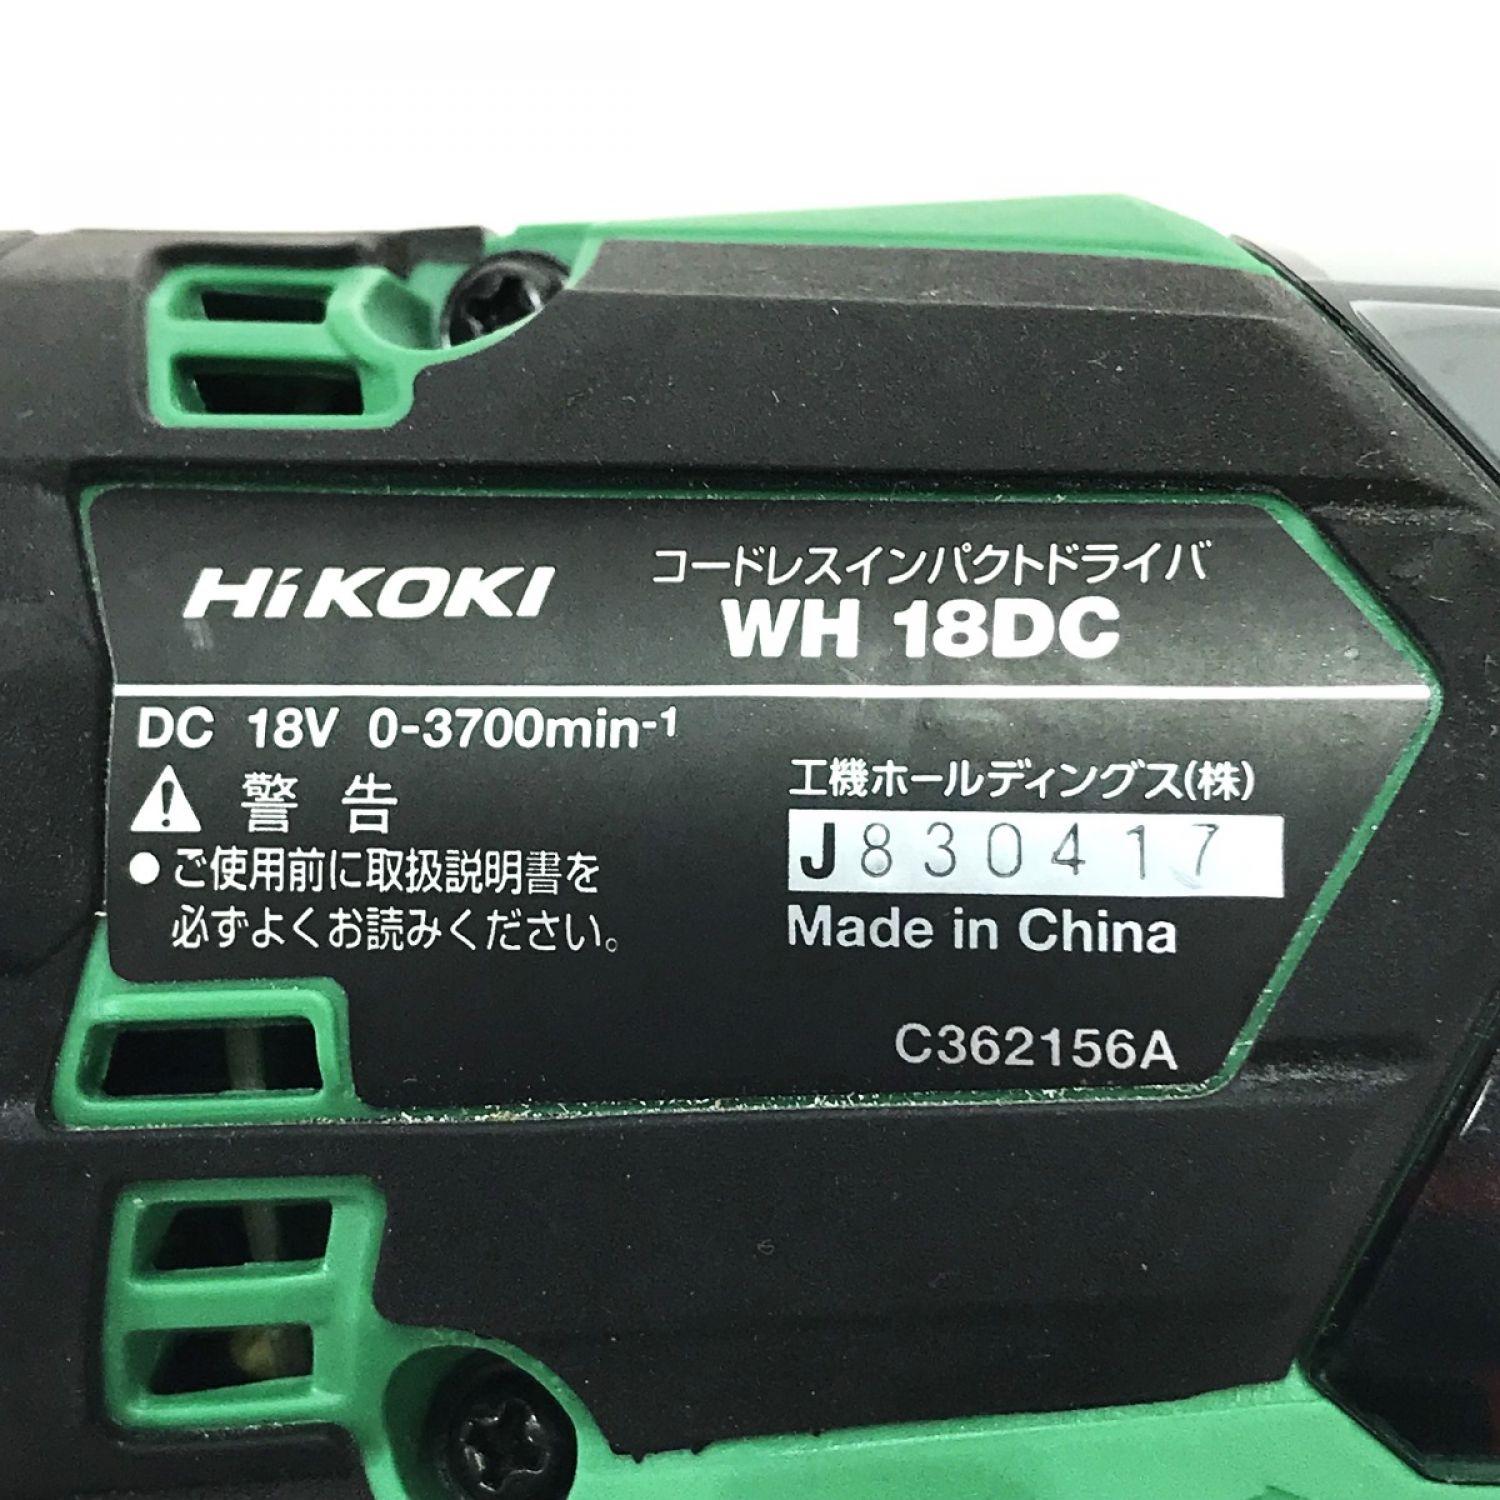 HiKOKI
コードレスインパクトドライバ
WH 18DC
DC 18V 0-3700min-1
警 告
● ご使用前に取扱説明書を
必ずよくお読みください。
工機ホールディングス(株)
J830417
Made in China
C362156A